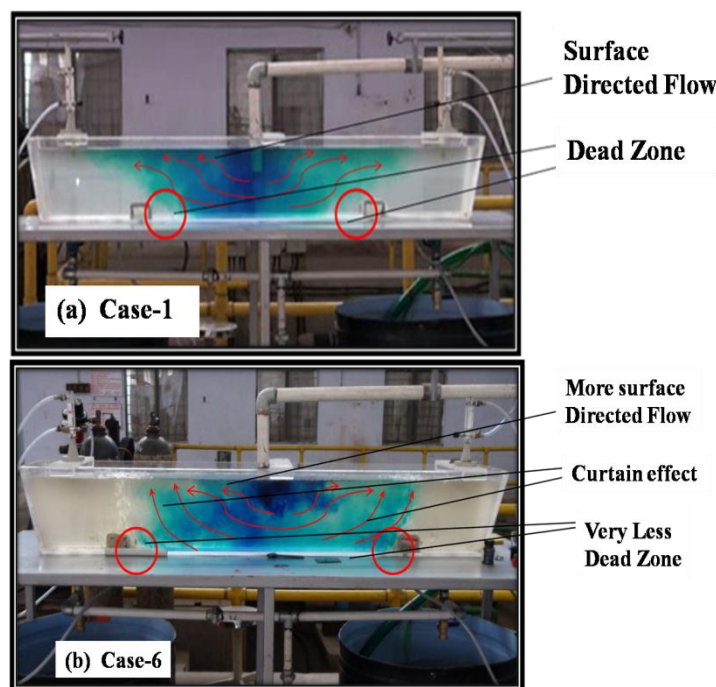 Surface
Directed Flow
Dead Zone
(a) Case-1
More surface
Directed Flow
Curtain effect
Very Less
Dead Zone
(b) Case-6